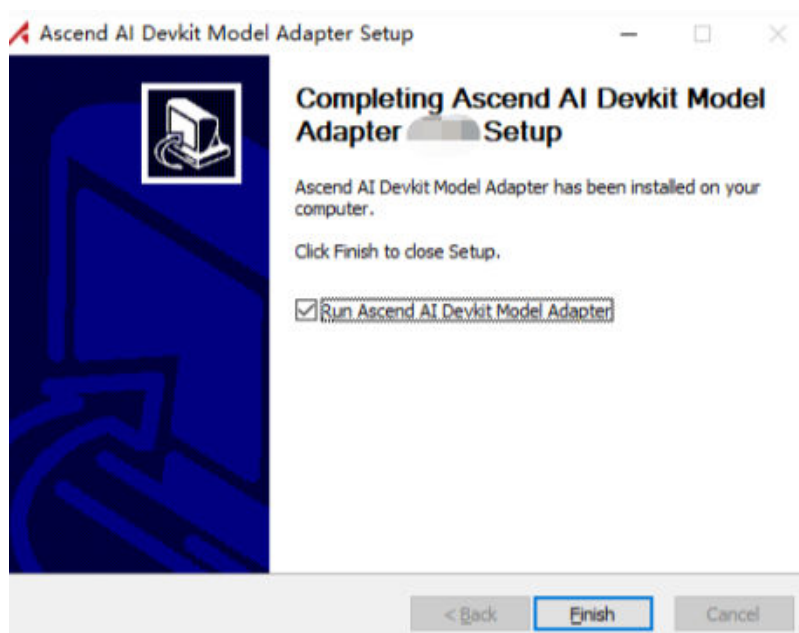 Ascend AI Devkit Model Adapter Setup
Completing Ascend AI Devkit Model
Adapter Setup
Ascend AI Devkit Model Adapter has been installed on your
computer.
Click Finish to close Setup.
Run Ascend AI Devkit Model Adapter
< Back
Finish
Cancel